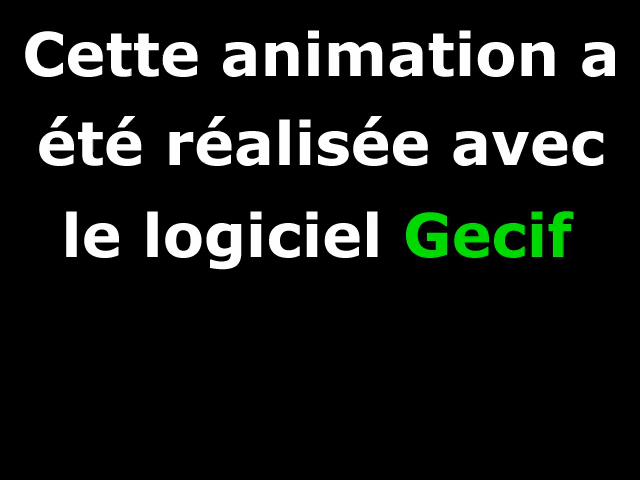 Cette animation a
été réalisée avec
le logiciel Gecif